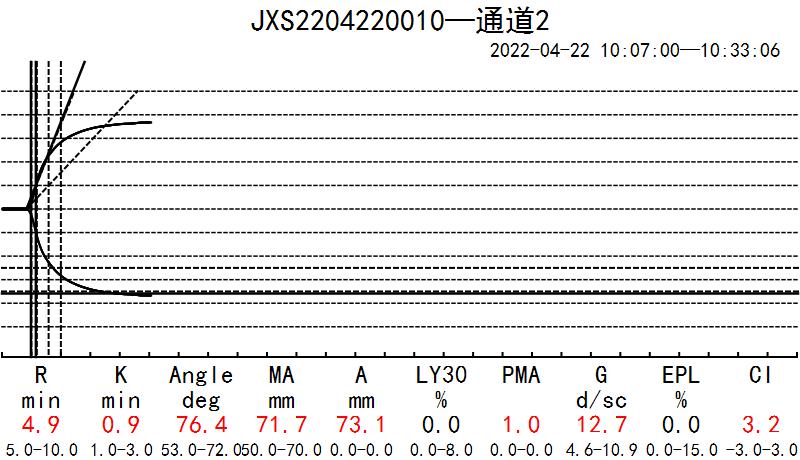 JXS2204220010—通道2
2022-04-22 10:07:00—10:33:06
R K Angle MA A LY30 PMA G EPL CI
min min deg mm mm % d/sc %
4.9 0.9 76.4 71.7 73.1 0.0 1.0 12.7 0.0 3.2
5.0-10.0 1.0-3.0 53.0-72.0 50.0-70.0 0.0-0.0 0.0-8.0 0.0-0.0 4.6-10.9 0.0-15.0 -3.0-3.0